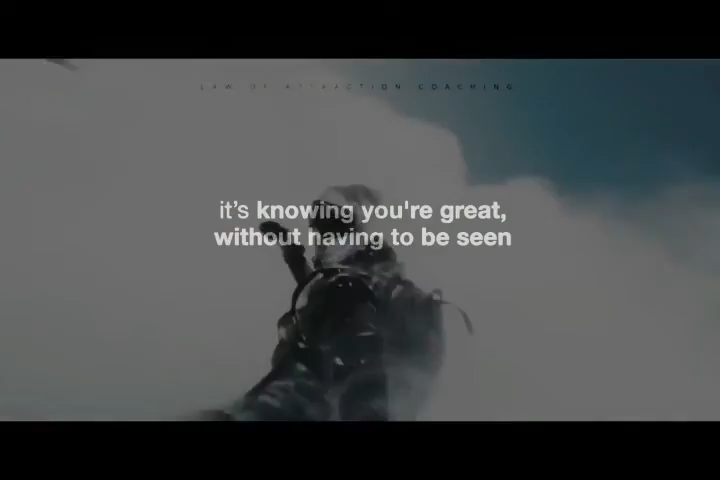 LAW OF ATTRACTION COACHING
it’s knowing you're great,
without having to be seen